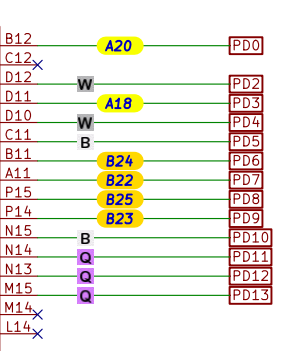 B12 A20 PD0
C12
D12 W PD2
D11 A18 PD3
D10 W PD4
C11 B PD5
B11 B24 PD6
A11 B22 PD7
P15 B25 PD8
P14 B23 PD9
N15 B PD10
N14 Q PD11
N13 Q PD12
M15 Q PD13
M14
L14